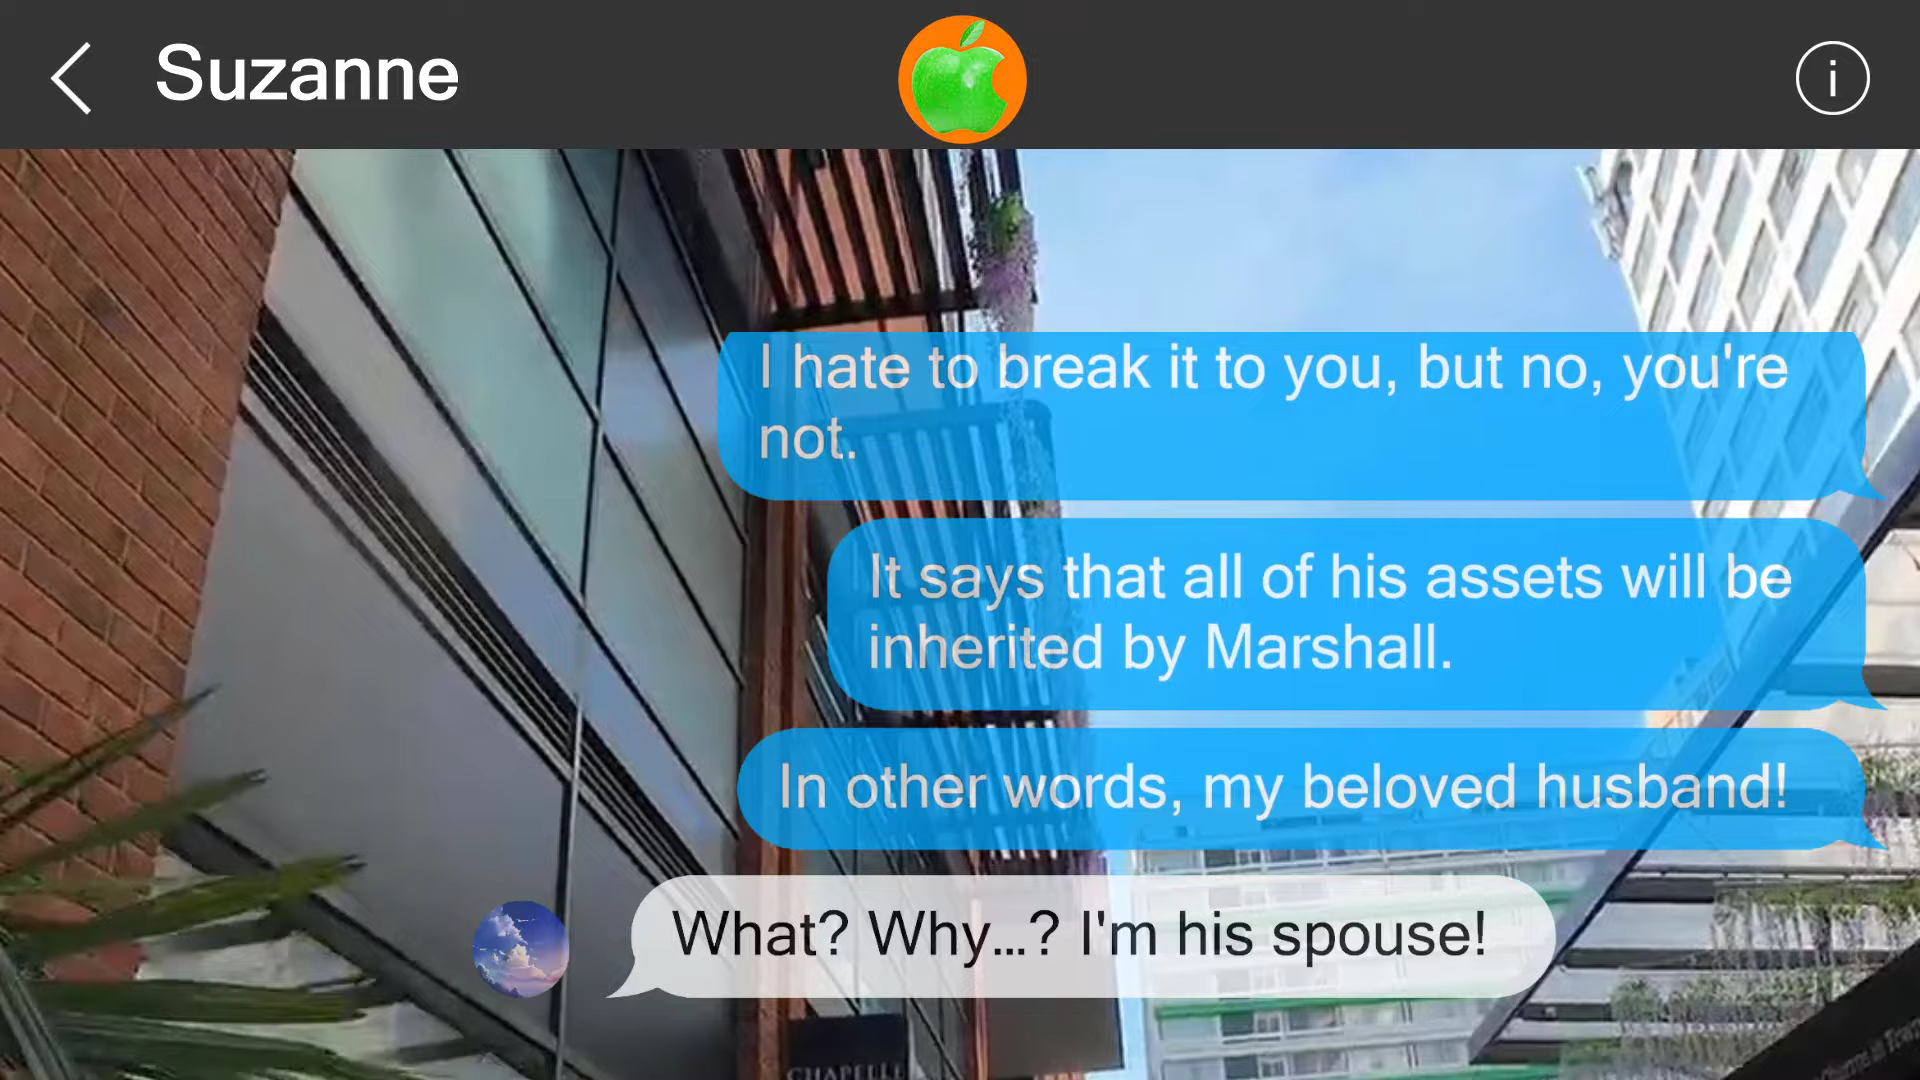 Suzanne
I hate to break it to you, but no, you're
not.
It says that all of his assets will be
inherited by Marshall.
In other words, my beloved husband!
What? Why...? I'm his spouse!
CHAPELLE